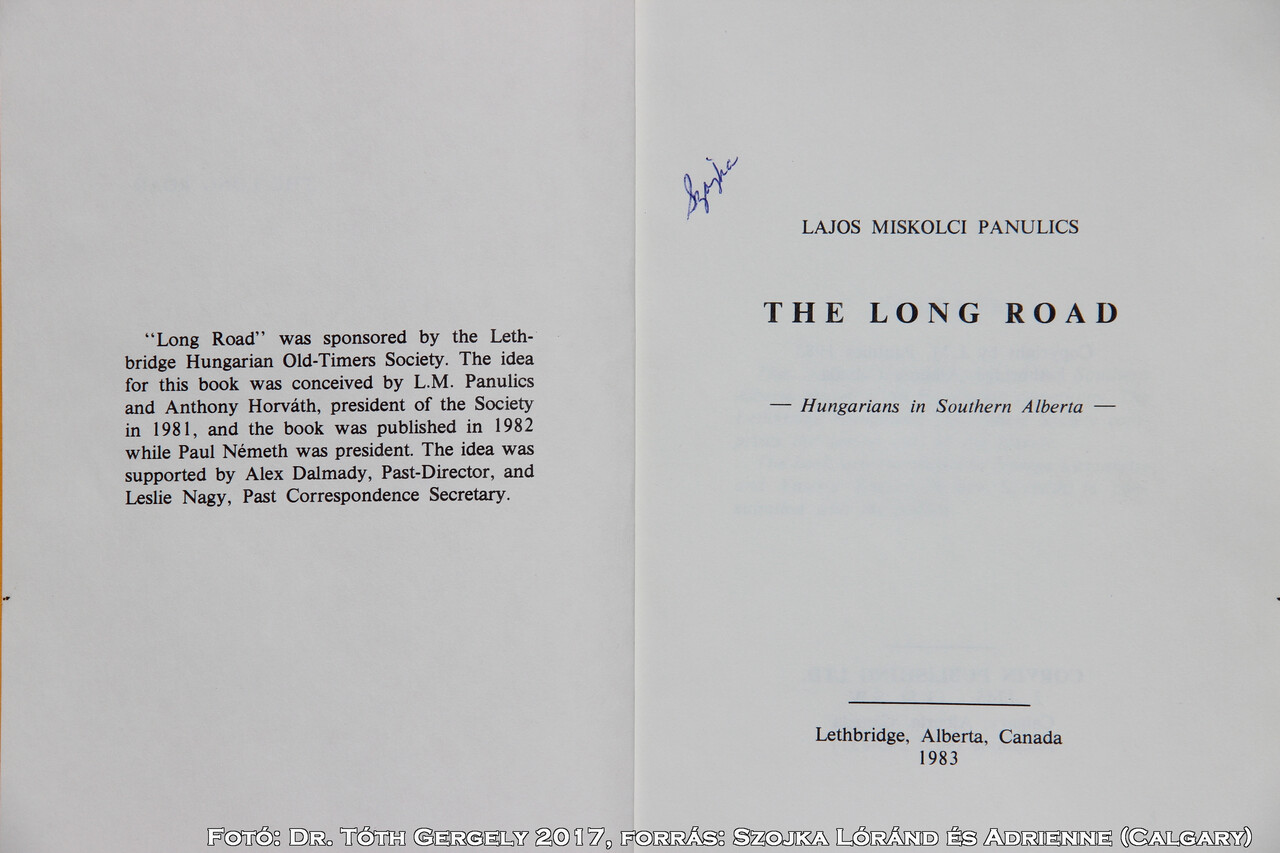 “Long Road” was sponsored by the Leth-
bridge Hungarian Old-Timers Society. The idea
for this book was conceived by L.M. Panulics
and Anthony Horváth, president of the Society
in 1981, and the book was published in 1982
while Paul Németh was president. The idea was
supported by Alex Dalmady, Past-Director, and
Leslie Nagy, Past Correspondence Secretary.
Szojka
LAJOS MISKOLCI PANULICS
THE LONG ROAD
— Hungarians in Southern Alberta —
Lethbridge, Alberta, Canada
1983
Fotó: Dr. Tóth Gergely 2017, forrás: Szojka Lóránd és Adrienne (Calgary)